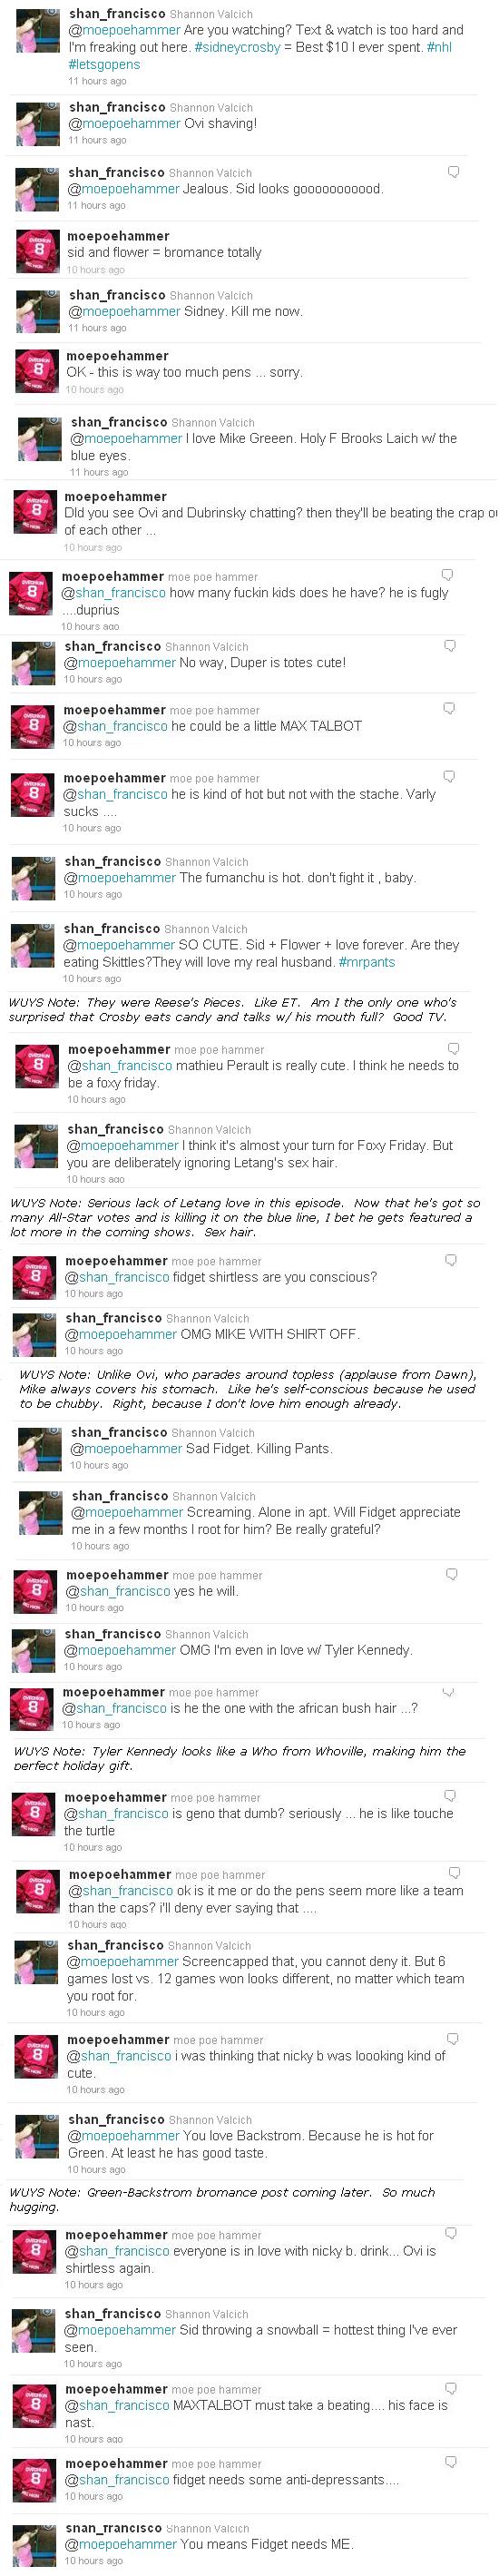 shan_francisco Shannon Valcich
@moepoehammer Are you watching? Text & watch is too hard and
I'm freaking out here. #sidneycrosby = Best $10 I ever spent. #nhl
#letsgopens
11 hours ago
shan_francisco Shannon Valcich
@moepoehammer Ovi shaving!
11 hours ago
shan_francisco Shannon Valcich
@moepoehammer Jealous. Sid looks gooooooooood.
11 hours ago
moepoehammer
sid and flower = bromance totally
10 hours ago
shan_francisco Shannon Valcich
@moepoehammer Sidney. Kill me now.
11 hours ago
moepoehammer
OK - this is way too much pens ... sorry.
10 hours ago
shan_francisco Shannon Valcich
@moepoehammer I love Mike Greeen. Holy F Brooks Laich w/ the
blue eyes.
11 hours ago
moepoehammer
DId you see Ovi and Dubrinsky chatting? then they'll be beating the crap ou
of each other ...
10 hours ago
moepoehammer moe poe hammer
@shan_francisco how many fuckin kids does he have? he is fugly
....duprius
10 hours ago
shan_francisco Shannon Valcich
@moepoehammer No way, Duper is totes cute!
10 hours ago
moepoehammer moe poe hammer
@shan_francisco he could be a little MAX TALBOT
10 hours ago
moepoehammer moe poe hammer
@shan_francisco he is kind of hot but not with the stache. Varly
sucks ....
10 hours ago
shan_francisco Shannon Valcich
@moepoehammer The fumanchu is hot. don't fight it , baby.
10 hours ago
shan_francisco Shannon Valcich
@moepoehammer SO CUTE. Sid + Flower + love forever. Are they
eating Skittles?They will love my real husband. #mrpants
10 hours ago
WUYS Note: They were Reese's Pieces. Like ET. Am I the only one who's
surprised that Crosby eats candy and talks w/ his mouth full? Good TV.
moepoehammer moe poe hammer
@shan_francisco mathieu Perault is really cute. I think he needs to
be a foxy friday.
10 hours ago
shan_francisco Shannon Valcich
@moepoehammer I think it's almost your turn for Foxy Friday. But
you are deliberately ignoring Letang's sex hair.
10 hours ago
WUYS Note: Serious lack of Letang love in this episode. Now that he's got so
many All-Star votes and is killing it on the blue line, I bet he gets featured a
lot more in the coming shows. Sex hair.
moepoehammer moe poe hammer
@shan_francisco fidget shirtless are you conscious?
10 hours ago
shan_francisco Shannon Valcich
@moepoehammer OMG MIKE WITH SHIRT OFF.
10 hours ago
WUYS Note: Unlike Ovi, who parades around topless (applause from Dawn),
Mike always covers his stomach. Like he's self-conscious because he used
to be chubby. Right, because I don't love him enough already.
shan_francisco Shannon Valcich
@moepoehammer Sad Fidget. Killing Pants.
10 hours ago
shan_francisco Shannon Valcich
@moepoehammer Screaming. Alone in apt. Will Fidget appreciate
me in a few months I root for him? Be really grateful?
10 hours ago
moepoehammer moe poe hammer
@shan_francisco yes he will.
10 hours ago
shan_francisco Shannon Valcich
@moepoehammer OMG I'm even in love w/ Tyler Kennedy.
10 hours ago
moepoehammer moe poe hammer
@shan_francisco is he the one with the african bush hair ...?
10 hours ago
WUYS Note: Tyler Kennedy looks like a Who from Whoville, making him the
perfect holiday gift.
moepoehammer moe poe hammer
@shan_francisco is geno that dumb? seriously ... he is like touche
the turtle
10 hours ago
moepoehammer moe poe hammer
@shan_francisco ok is it me or do the pens seem more like a team
than the caps? i'll deny ever saying that ....
10 hours ago
shan_francisco Shannon Valcich
@moepoehammer Screencapped that, you cannot deny it. But 6
games lost vs. 12 games won looks different, no matter which team
you root for.
10 hours ago
moepoehammer moe poe hammer
@shan_francisco i was thinking that nicky b was loooking kind of
cute.
10 hours ago
shan_francisco Shannon Valcich
@moepoehammer You love Backstrom. Because he is hot for
Green. At least he has good taste.
10 hours ago
WUYS Note: Green-Backstrom bromance post coming later. So much
hugging.
moepoehammer moe poe hammer
@shan_francisco everyone is in love with nicky b. drink... Ovi is
shirtless again.
10 hours ago
shan_francisco Shannon Valcich
@moepoehammer Sid throwing a snowball = hottest thing I've ever
seen.
10 hours ago
moepoehammer moe poe hammer
@shan_francisco MAXTALBOT must take a beating.... his face is
nast.
10 hours ago
moepoehammer moe poe hammer
@shan_francisco fidget needs some anti-depressants....
10 hours ago
shan_francisco Shannon Valcich
@moepoehammer You means Fidget needs ME.
10 hours ago